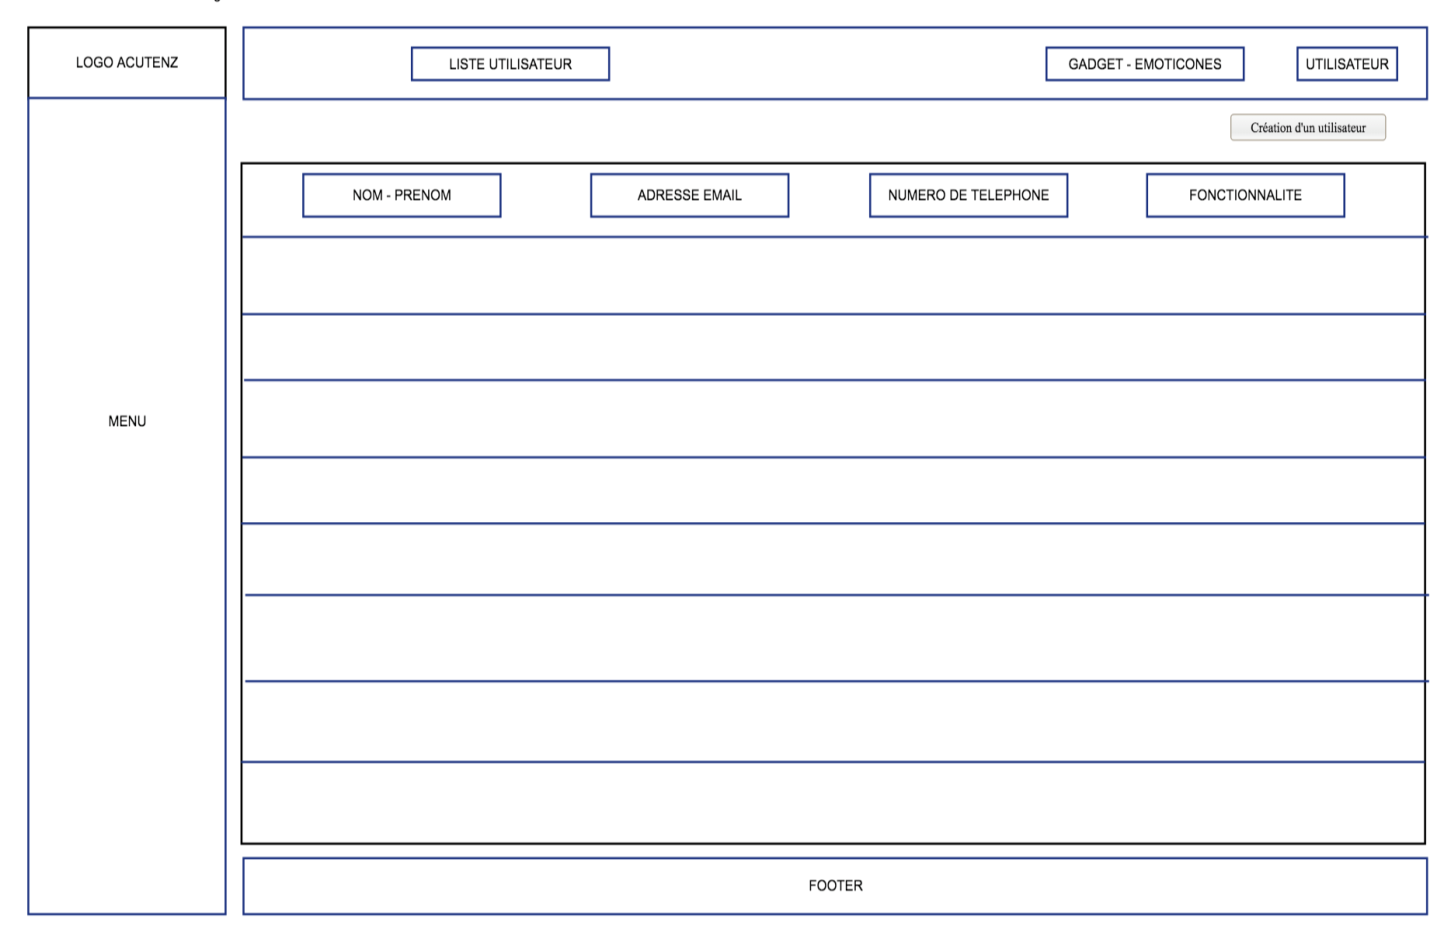 LOGO ACUTENZ
LISTE UTILISATEUR
GADGET - EMOTICONES
UTILISATEUR
Création d'un utilisateur
NOM - PRENOM
ADRESSE EMAIL
NUMERO DE TELEPHONE
FONCTIONNALITE
MENU
FOOTER